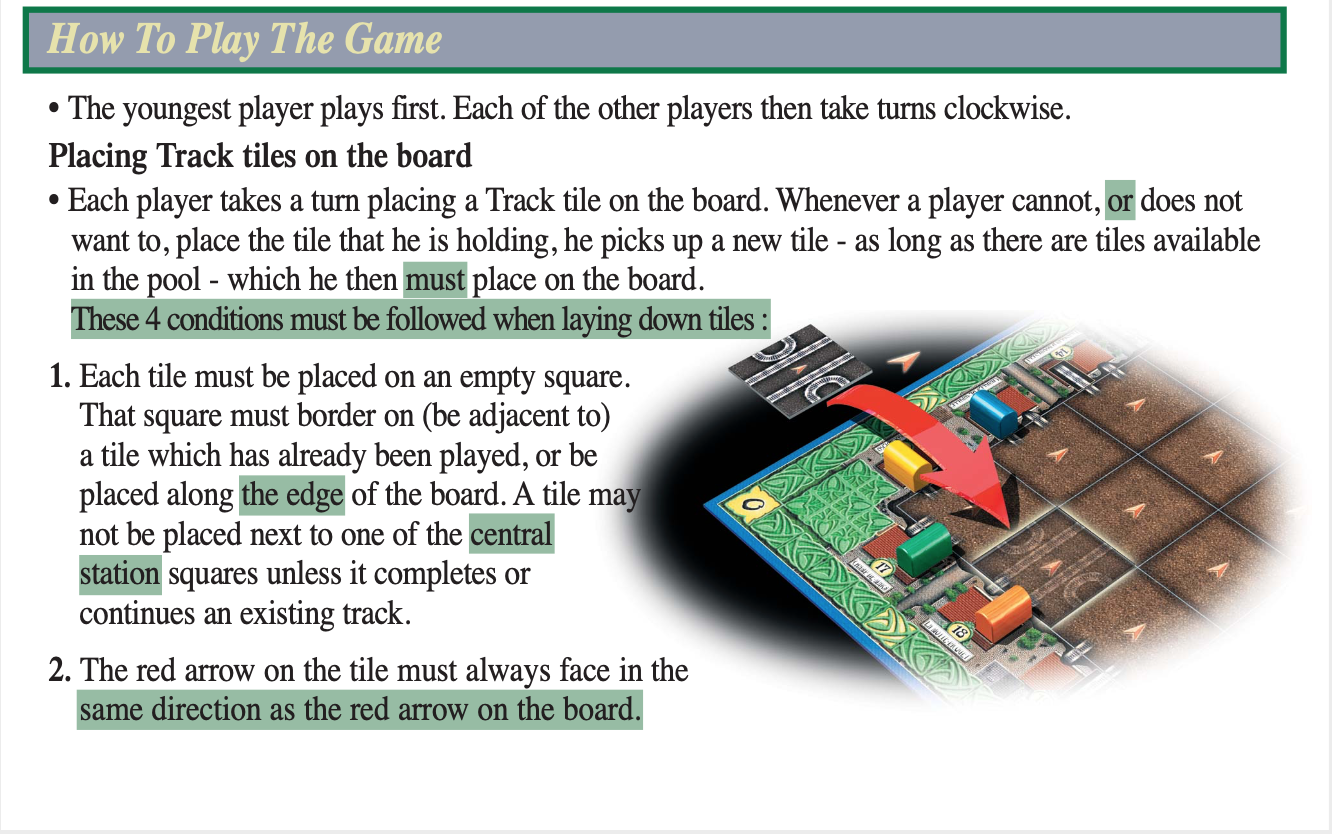 How To Play The Game
• The youngest player plays first. Each of the other players then take turns clockwise.
Placing Track tiles on the board
• Each player takes a turn placing a Track tile on the board. Whenever a player cannot, or does not
want to, place the tile that he is holding, he picks up a new tile - as long as there are tiles available
in the pool - which he then must place on the board.
These 4 conditions must be followed when laying down tiles :
1. Each tile must be placed on an empty square.
That square must border on (be adjacent to)
a tile which has already been played, or be
placed along the edge of the board. A tile may
not be placed next to one of the central
station squares unless it completes or
continues an existing track.
2. The red arrow on the tile must always face in the
same direction as the red arrow on the board.
0
17
18